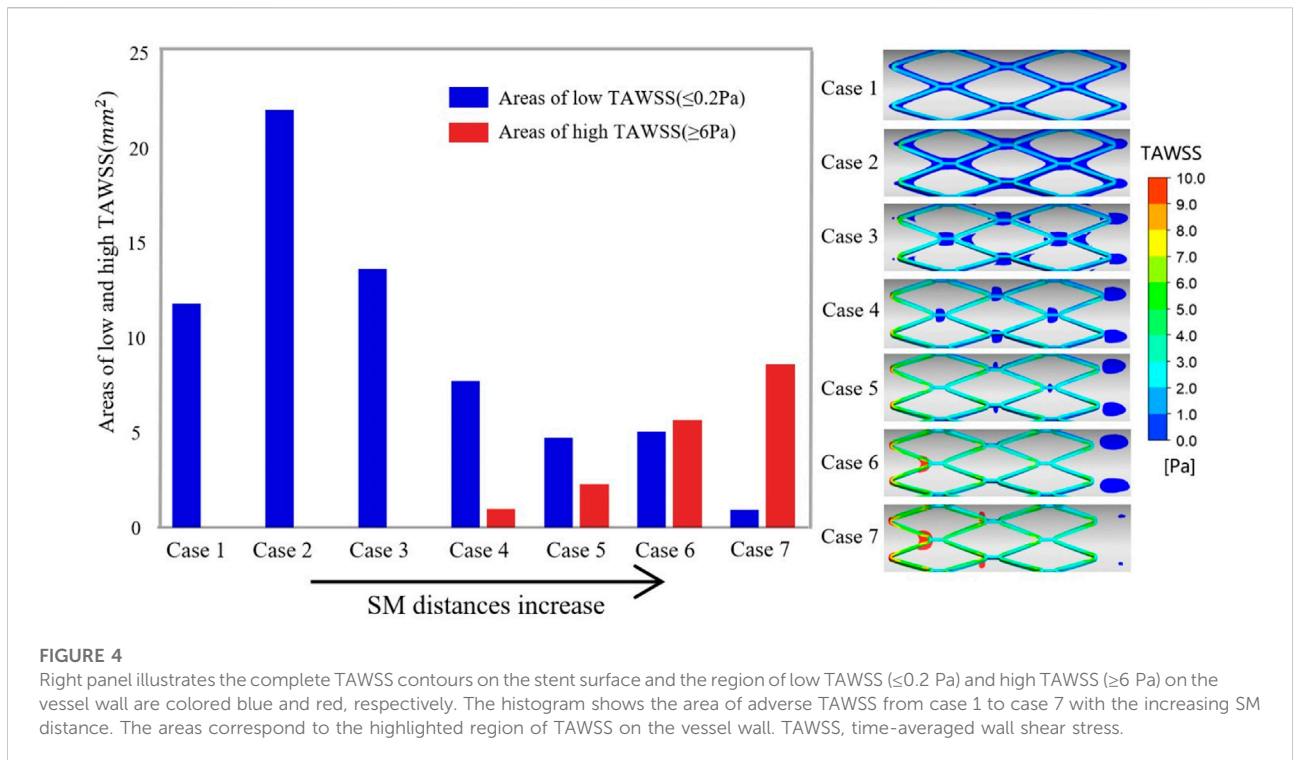 Areas of low and high TAWSS(mm²)
25
20
15
10
5
0
Areas of low TAWSS(≤0.2Pa)
Areas of high TAWSS(≥6Pa)
Case 1 Case 2 Case 3 Case 4 Case 5 Case 6 Case 7
SM distances increase
Case 1
Case 2
Case 3
Case 4
Case 5
Case 6
Case 7
TAWSS
10.0
9.0
8.0
7.0
6.0
5.0
4.0
3.0
2.0
1.0
0.0
[Pa]
FIGURE 4
Right panel illustrates the complete TAWSS contours on the stent surface and the region of low TAWSS (≤0.2 Pa) and high TAWSS (≥6 Pa) on the
vessel wall are colored blue and red, respectively. The histogram shows the area of adverse TAWSS from case 1 to case 7 with the increasing SM
distance. The areas correspond to the highlighted region of TAWSS on the vessel wall. TAWSS, time-averaged wall shear stress.